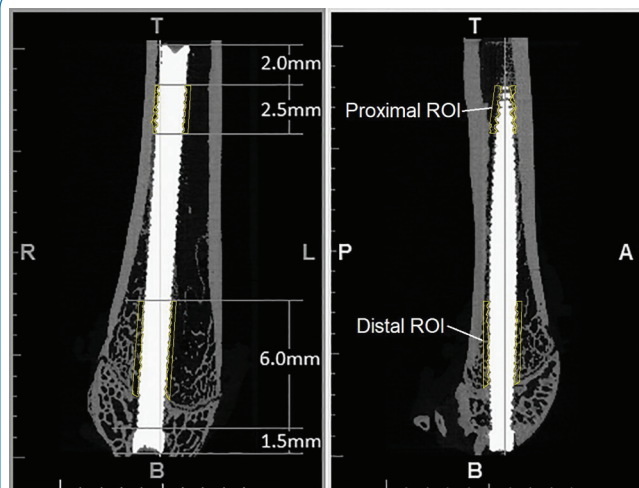 T
2.0mm
2.5mm
R
L
6.0mm
1.5mm
B
T
Proximal ROI
P
A
Distal ROI
B